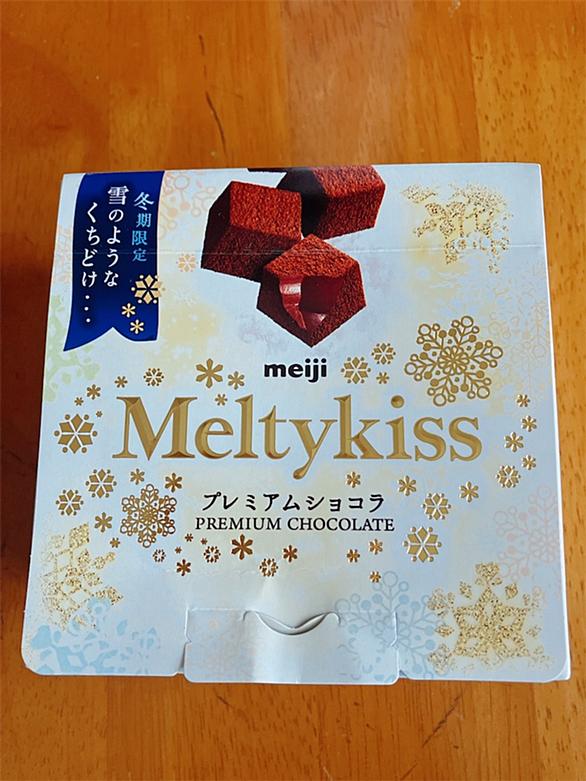 冬期限定
雪のような
くちどけ・・・
meiji
Meltykiss
プレミアムショコラ
PREMIUM CHOCOLATE